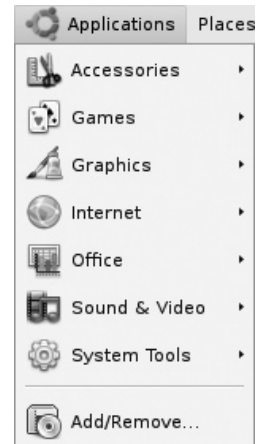 Applications Places
Accessories
Games
Graphics
Internet
Office
Sound & Video
System Tools
Add/Remove...